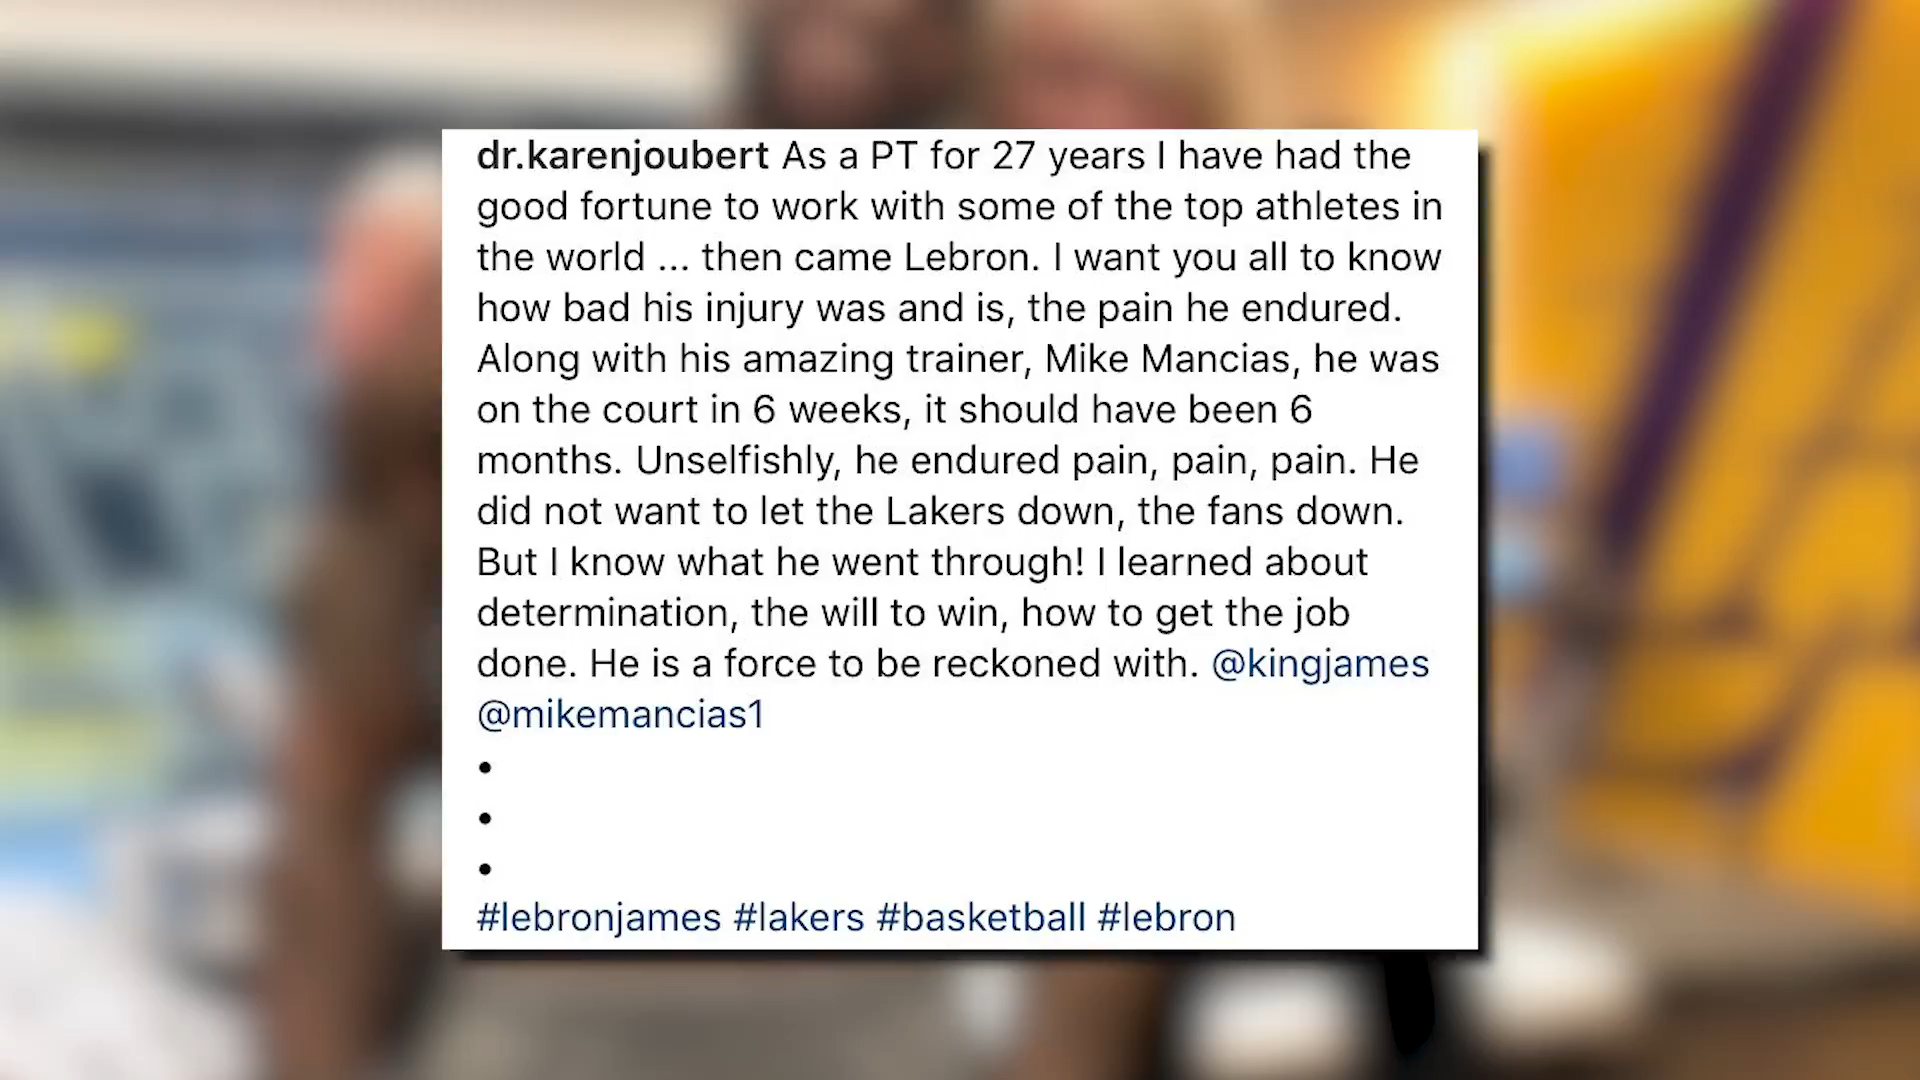 dr.karenjoubert As a PT for 27 years I have had the
good fortune to work with some of the top athletes in
the world ... then came Lebron. I want you all to know
how bad his injury was and is, the pain he endured.
Along with his amazing trainer, Mike Mancias, he was
on the court in 6 weeks, it should have been 6
months. Unselfishly, he endured pain, pain, pain. He
did not want to let the Lakers down, the fans down.
But I know what he went through! I learned about
determination, the will to win, how to get the job
done. He is a force to be reckoned with. @kingjames
@mikemancias1
•
•
•
#lebronjames #lakers #basketball #lebron